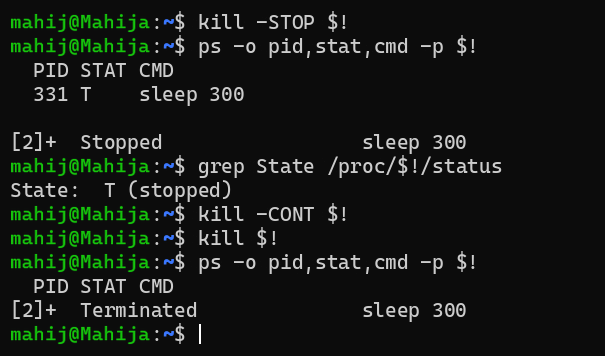 mahij@Mahija:~$ kill -STOP $!
mahij@Mahija:~$ ps -o pid,stat,cmd -p $!
  PID STAT CMD
  331 T    sleep 300

[2]+  Stopped                 sleep 300
mahij@Mahija:~$ grep State /proc/$!/status
State:  T (stopped)
mahij@Mahija:~$ kill -CONT $!
mahij@Mahija:~$ kill $!
mahij@Mahija:~$ ps -o pid,stat,cmd -p $!
  PID STAT CMD
[2]+  Terminated              sleep 300
mahij@Mahija:~$